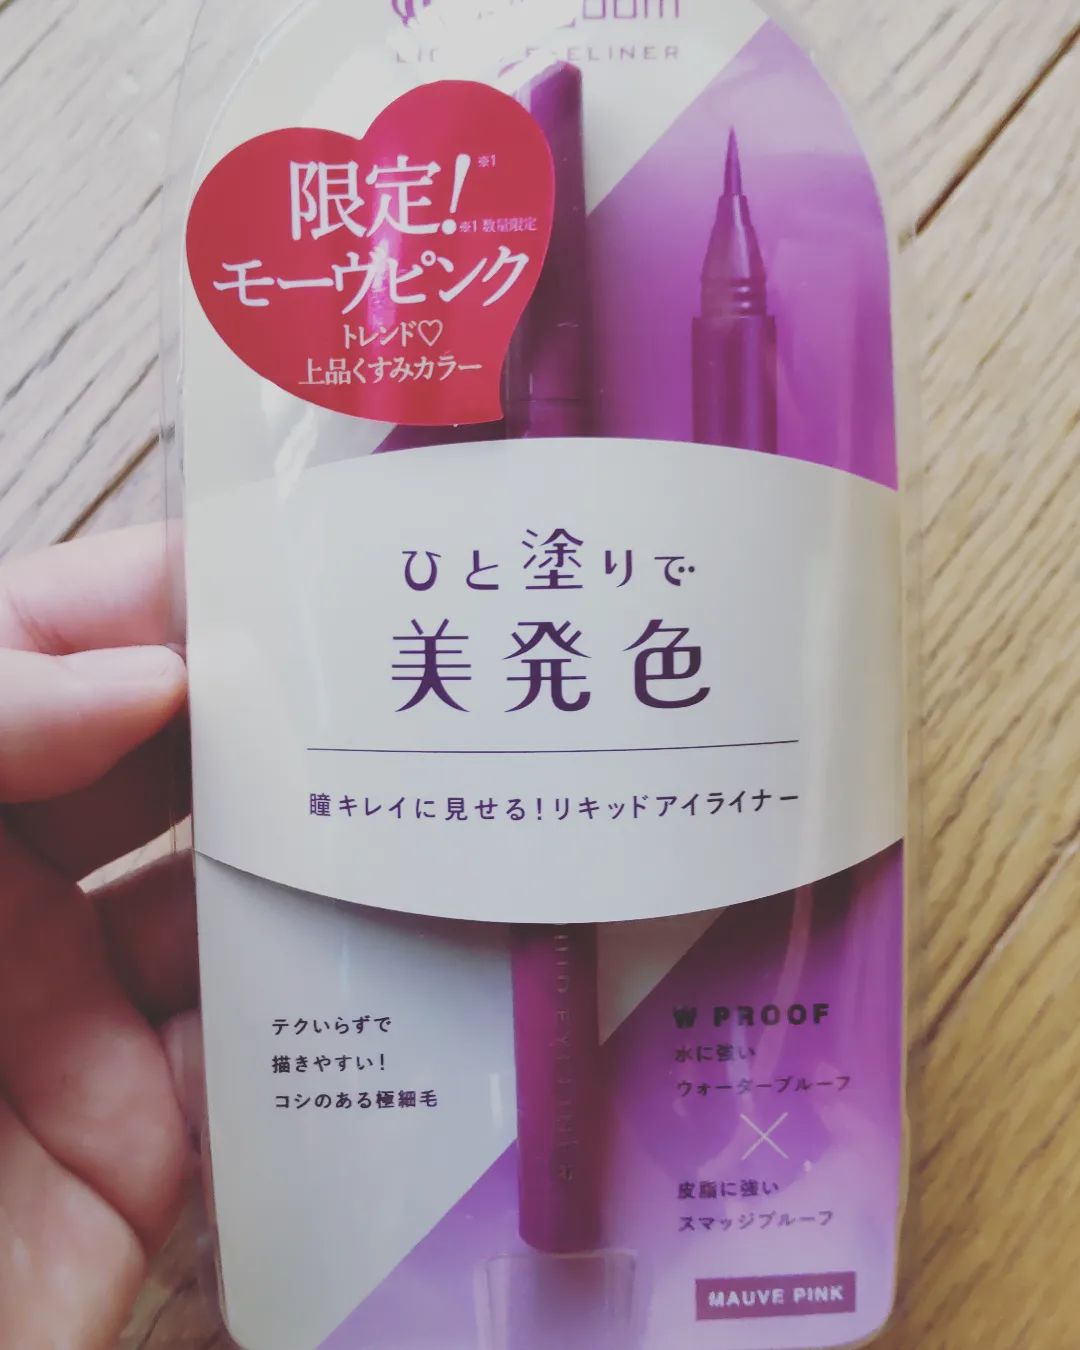 EYELINER
限定!※1
※1 数量限定
モーヴピンク
トレンド♡
上品くすみカラー
ひと塗りで
美発色
瞳キレイに見せる!リキッドアイライナー
テクいらずで
描きやすい!
コシのある極細毛
W PROOF
水に強い
ウォータープルーフ
×
皮脂に強い
スマッジプルーフ
MAUVE PINK